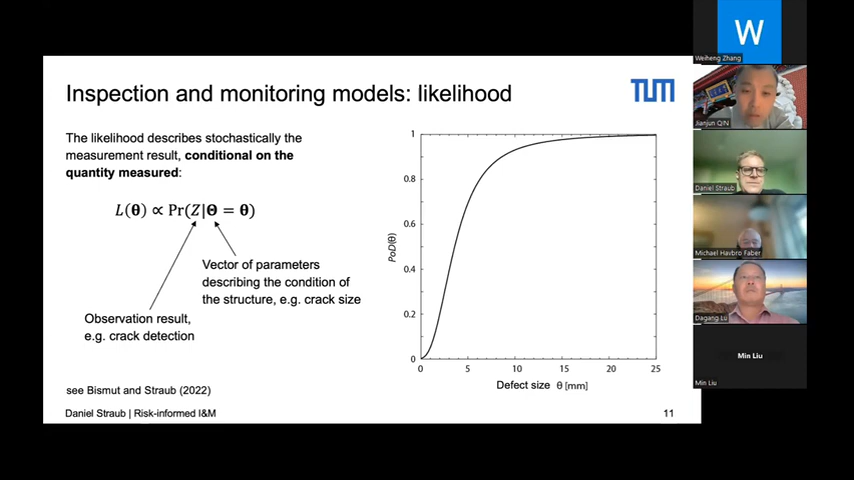 Inspection and monitoring models: likelihood
TUM
The likelihood describes stochastically the
measurement result, conditional on the
quantity measured:
L(θ) ∝ Pr(Z|Θ = θ)
Vector of parameters
describing the condition of
the structure, e.g. crack size
Observation result,
e.g. crack detection
see Bismut and Straub (2022)
Daniel Straub | Risk-informed I&M
11
PoD(θ)
1
0.8
0.6
0.4
0.2
0
0 5 10 15 20 25
Defect size θ [mm]
W
Weiheng Zhang
Jianjun QIN
Daniel Straub
Michael Havbro Faber
Dagang Lu
Min Liu
Min Liu